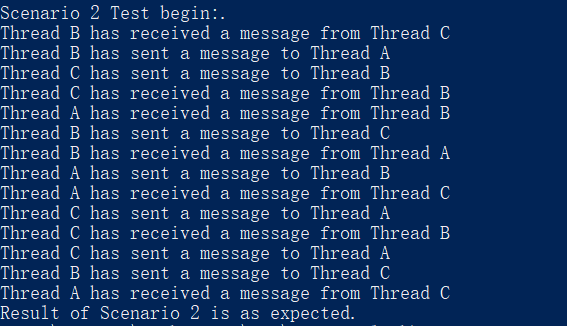 Scenario 2 Test begin:.
Thread B has received a message from Thread C
Thread B has sent a message to Thread A
Thread C has sent a message to Thread B
Thread C has received a message from Thread B
Thread A has received a message from Thread B
Thread B has sent a message to Thread C
Thread B has received a message from Thread A
Thread A has sent a message to Thread B
Thread A has received a message from Thread C
Thread C has sent a message to Thread A
Thread C has received a message from Thread B
Thread C has sent a message to Thread A
Thread B has sent a message to Thread C
Thread A has received a message from Thread C
Result of Scenario 2 is as expected.